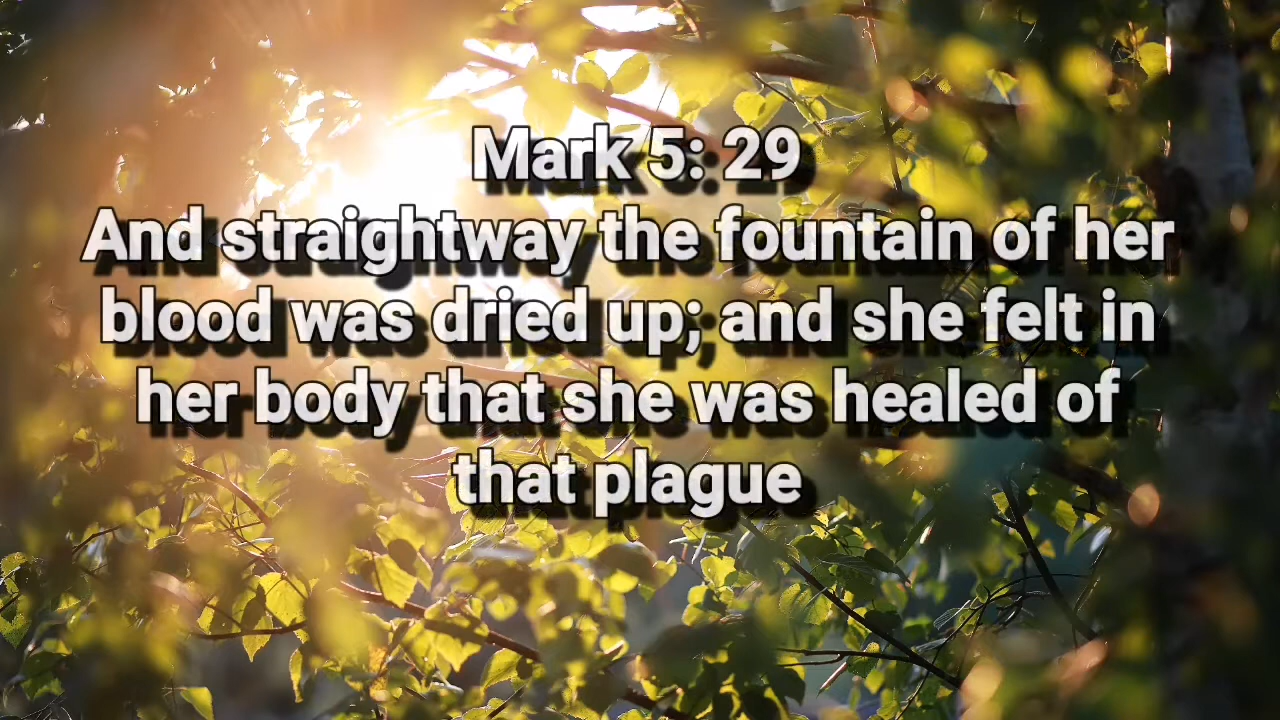 Mark 5: 29
And straightway the fountain of her
blood was dried up; and she felt in
her body that she was healed of
that plague